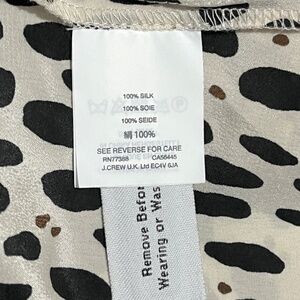 100% SILK
100% SOIE
100% SEIDE
絹 100%
SEE REVERSE FOR CARE
RN77388 CA56445
J.CREW U.K. Ltd EC4V 6JA
Remove Before
Wearing or Was